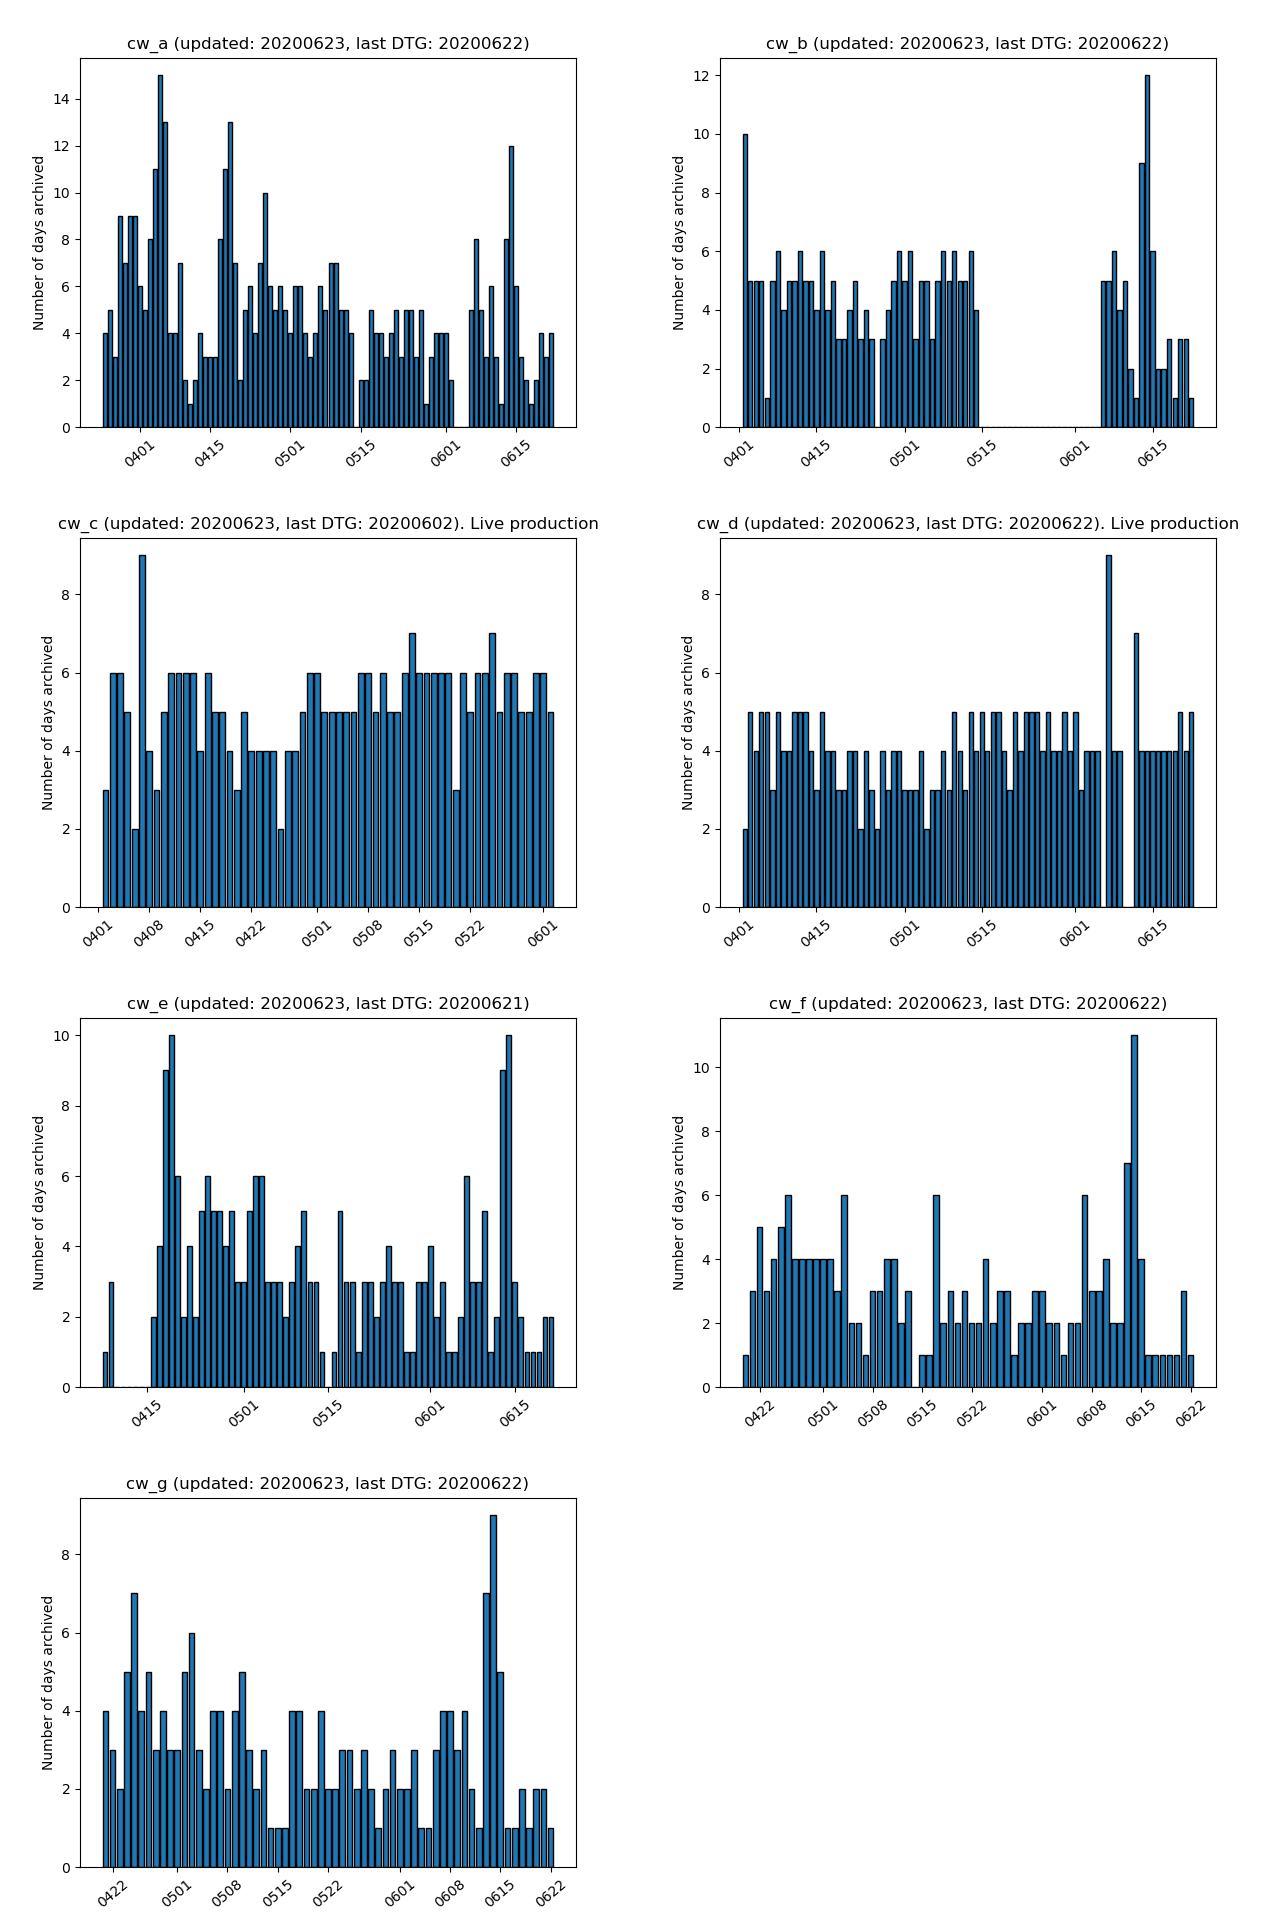 cw_a (updated: 20200623, last DTG: 20200622)
Number of days archived
14
12
10
8
6
4
2
0
0401 0415 0501 0515 0601 0615
cw_b (updated: 20200623, last DTG: 20200622)
Number of days archived
12
10
8
6
4
2
0
0401 0415 0501 0515 0601 0615
cw_c (updated: 20200623, last DTG: 20200602). Live production
Number of days archived
8
6
4
2
0
0401 0408 0415 0422 0501 0508 0515 0522 0601
cw_d (updated: 20200623, last DTG: 20200622). Live production
Number of days archived
8
6
4
2
0
0401 0415 0501 0515 0601 0615
cw_e (updated: 20200623, last DTG: 20200621)
Number of days archived
10
8
6
4
2
0
0415 0501 0515 0601 0615
cw_f (updated: 20200623, last DTG: 20200622)
Number of days archived
10
8
6
4
2
0
0422 0501 0508 0515 0522 0601 0608 0615 0622
cw_g (updated: 20200623, last DTG: 20200622)
Number of days archived
8
6
4
2
0
0422 0501 0508 0515 0522 0601 0608 0615 0622